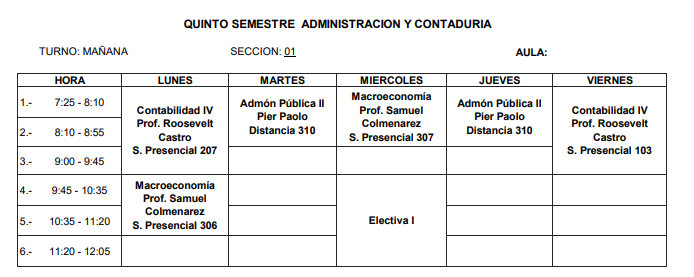 QUINTO SEMESTRE ADMINISTRACION Y CONTADURIA
TURNO: MAÑANA SECCION: 01 AULA:
HORA LUNES MARTES MIERCOLES JUEVES VIERNES
1.- 7:25 - 8:10
2.- 8:10 - 8:55
3.- 9:00 - 9:45
Contabilidad IV
Prof. Roosevelt
Castro
S. Presencial 207
Admón Pública II
Pier Paolo
Distancia 310
Macroeconomía
Prof. Samuel
Colmenarez
S. Presencial 307
Admón Pública II
Pier Paolo
Distancia 310
Contabilidad IV
Prof. Roosevelt
Castro
S. Presencial 103
4.- 9:45 - 10:35
5.- 10:35 - 11:20
6.- 11:20 - 12:05
Macroeconomía
Prof. Samuel
Colmenarez
S. Presencial 306
Electiva I